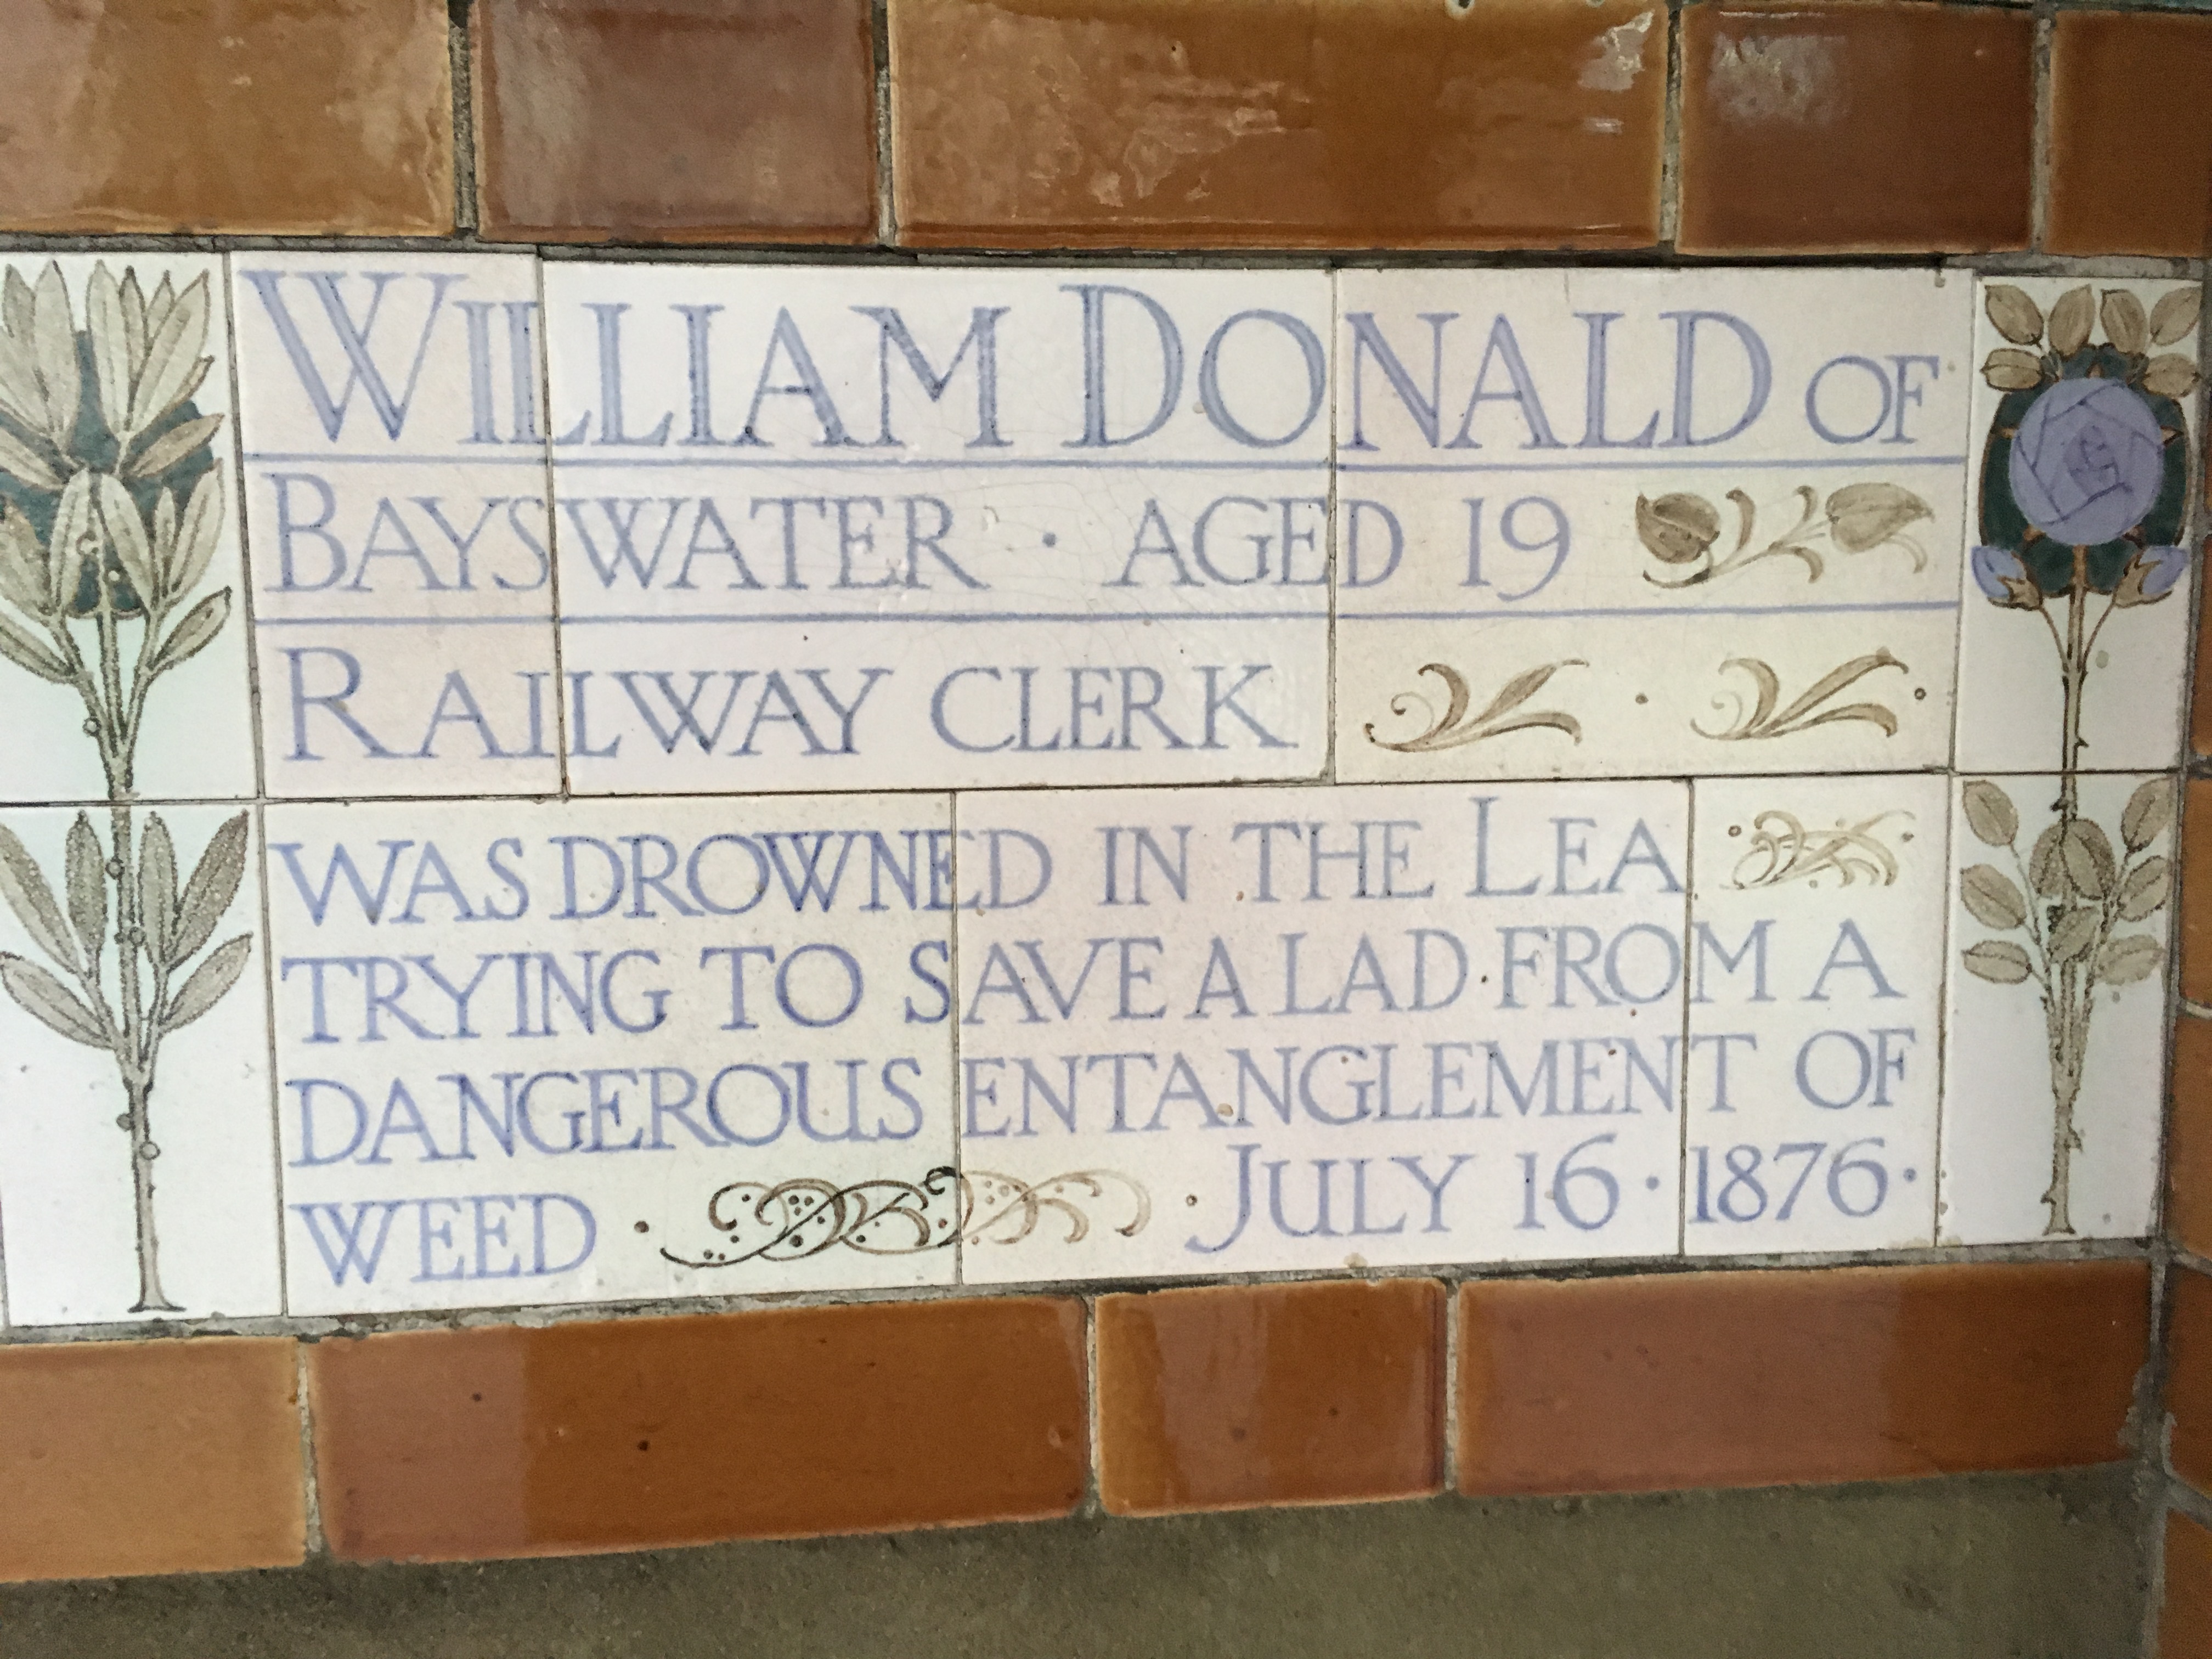 WILLIAM DONALD OF
BAYSWATER · AGED 19
RAILWAY CLERK
WAS DROWNED IN THE LEA
TRYING TO SAVE A LAD FROM A
DANGEROUS ENTANGLEMENT OF
WEED · JULY 16 · 1876 ·